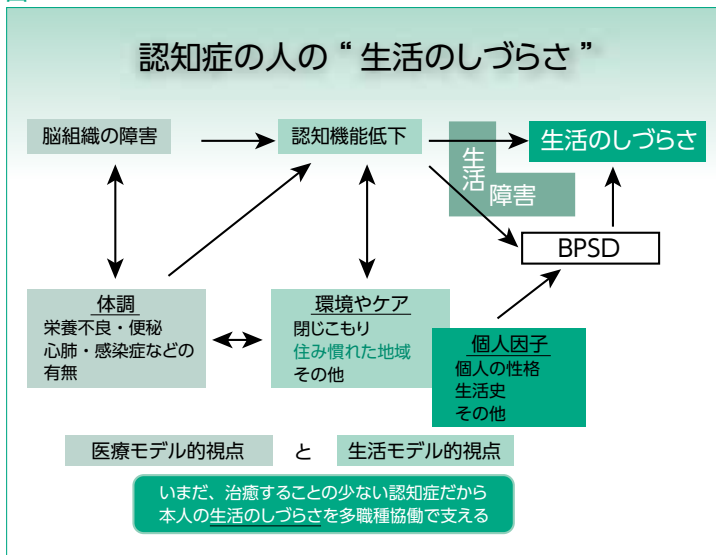 認知症の人の“生活のしづらさ”
脳組織の障害
認知機能低下
生活
障害
生活のしづらさ
BPSD
体調
栄養不良・便秘
心肺・感染症などの
有無
環境やケア
閉じこもり
住み慣れた地域
その他
個人因子
個人の性格
生活史
その他
医療モデル的視点 と 生活モデル的視点
いまだ、治癒することの少ない認知症だから
本人の生活のしづらさを多職種協働で支える